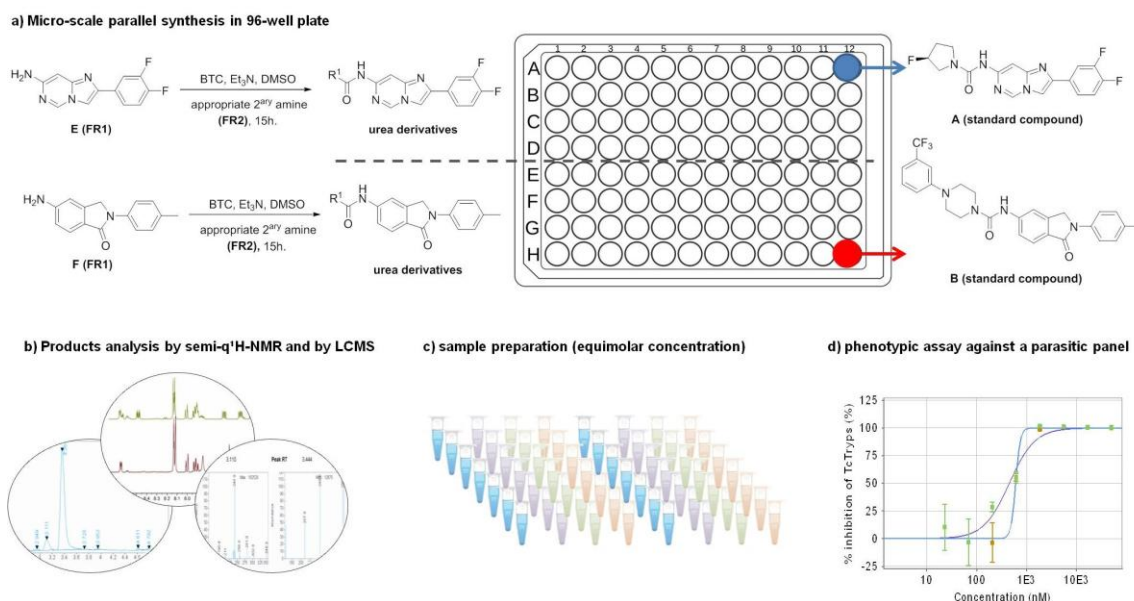 a) Micro-scale parallel synthesis in 96-well plate
H₂N
N
N
N
F
F
E (FR1)
BTC, Et₃N, DMSO
appropriate 2ᵃʳʸ amine
(FR2), 15h.
R¹
O
H
N
N
N
N
F
F
urea derivatives
H₂N
N
O
F (FR1)
BTC, Et₃N, DMSO
appropriate 2ᵃʳʸ amine
(FR2), 15h.
R¹
O
H
N
N
O
urea derivatives
1 2 3 4 5 6 7 8 9 10 11 12
A
B
C
D
E
F
G
H
F
N
O
H
N
N
N
N
F
F
A (standard compound)
CF₃
N
N
O
H
N
N
O
B (standard compound)
b) Products analysis by semi-q¹H-NMR and by LCMS
Peak RT
c) sample preparation (equimolar concentration)
d) phenotypic assay against a parasitic panel
% inhibition of TcTryps (%)
125
100
75
50
25
0
-25
10 100 1E3 10E3
Concentration (nM)